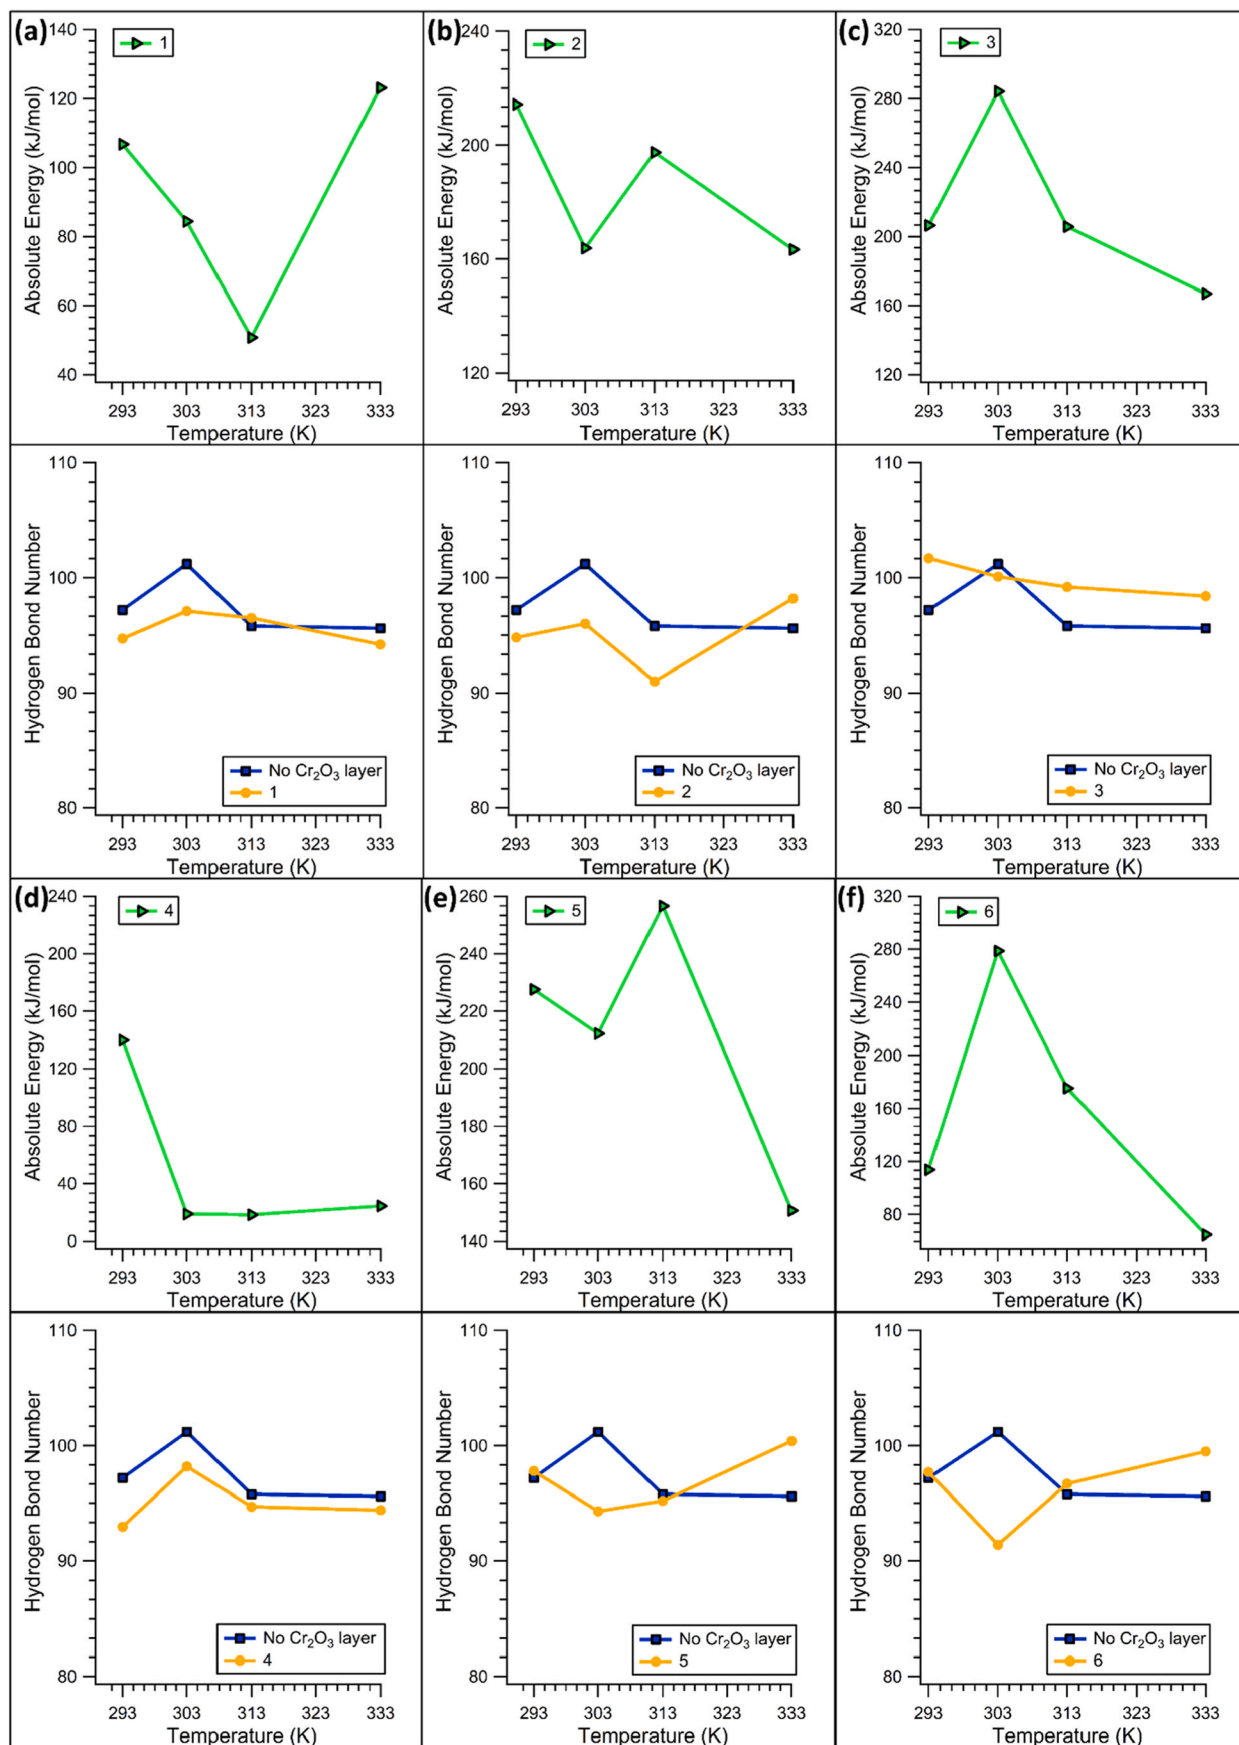 (a)
1
Absolute Energy (kJ/mol)
140
120
100
80
60
40
293 303 313 323 333
Temperature (K)
(b)
2
Absolute Energy (kJ/mol)
240
200
160
120
293 303 313 323 333
Temperature (K)
(c)
3
Absolute Energy (kJ/mol)
320
280
240
200
160
120
293 303 313 323 333
Temperature (K)
Hydrogen Bond Number
110
100
90
80
No Cr₂O₃ layer
1
293 303 313 323 333
Temperature (K)
Hydrogen Bond Number
110
100
90
80
No Cr₂O₃ layer
2
293 303 313 323 333
Temperature (K)
Hydrogen Bond Number
110
100
90
80
No Cr₂O₃ layer
3
293 303 313 323 333
Temperature (K)
(d)
4
Absolute Energy (kJ/mol)
240
200
160
120
80
40
0
293 303 313 323 333
Temperature (K)
(e)
5
Absolute Energy (kJ/mol)
260
240
220
200
180
160
140
293 303 313 323 333
Temperature (K)
(f)
6
Absolute Energy (kJ/mol)
320
280
240
200
160
120
80
293 303 313 323 333
Temperature (K)
Hydrogen Bond Number
110
100
90
80
No Cr₂O₃ layer
4
293 303 313 323 333
Temperature (K)
Hydrogen Bond Number
110
100
90
80
No Cr₂O₃ layer
5
293 303 313 323 333
Temperature (K)
Hydrogen Bond Number
110
100
90
80
No Cr₂O₃ layer
6
293 303 313 323 333
Temperature (K)